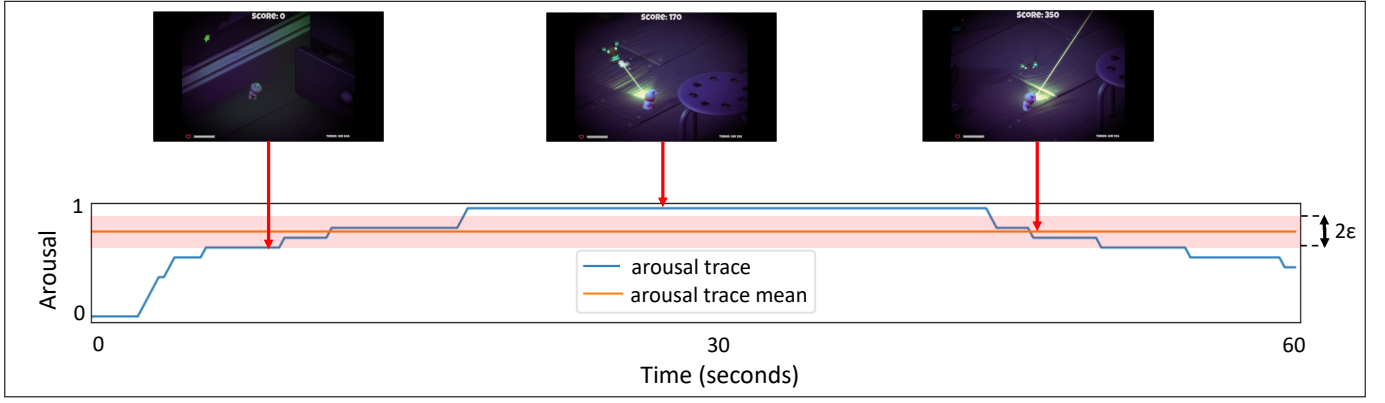 SCORE: 0
SCORE: 170
SCORE: 350
1
0
Arousal
arousal trace
arousal trace mean
2ε
0
30
60
Time (seconds)